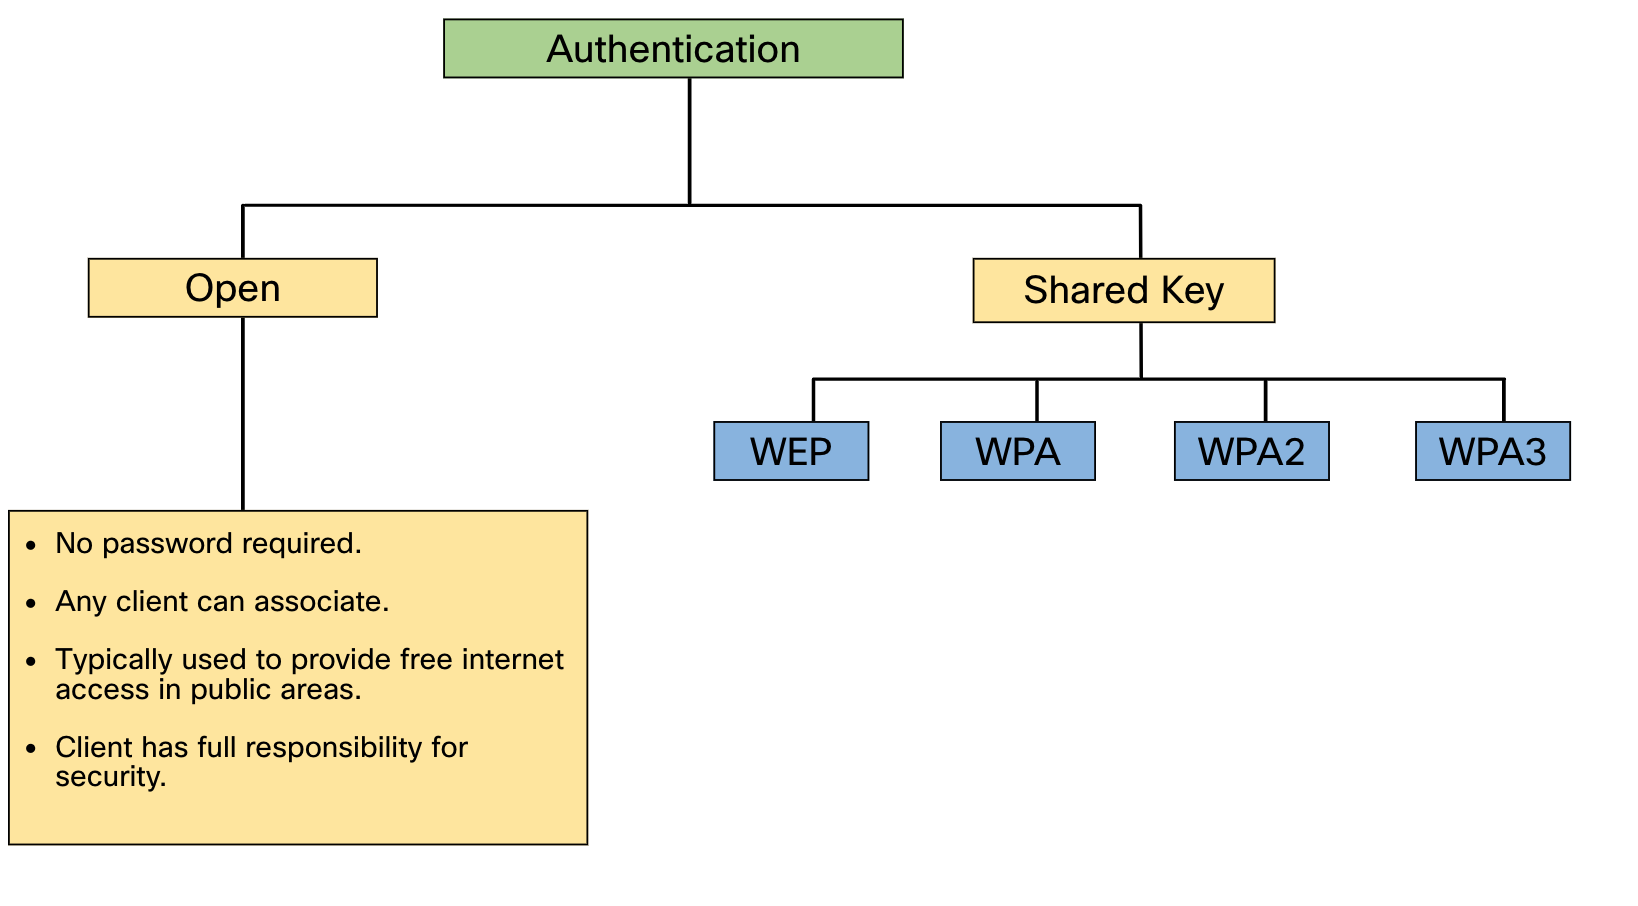 Authentication
Open
Shared Key
WEP
WPA
WPA2
WPA3
• No password required.
• Any client can associate.
• Typically used to provide free internet
access in public areas.
• Client has full responsibility for
security.